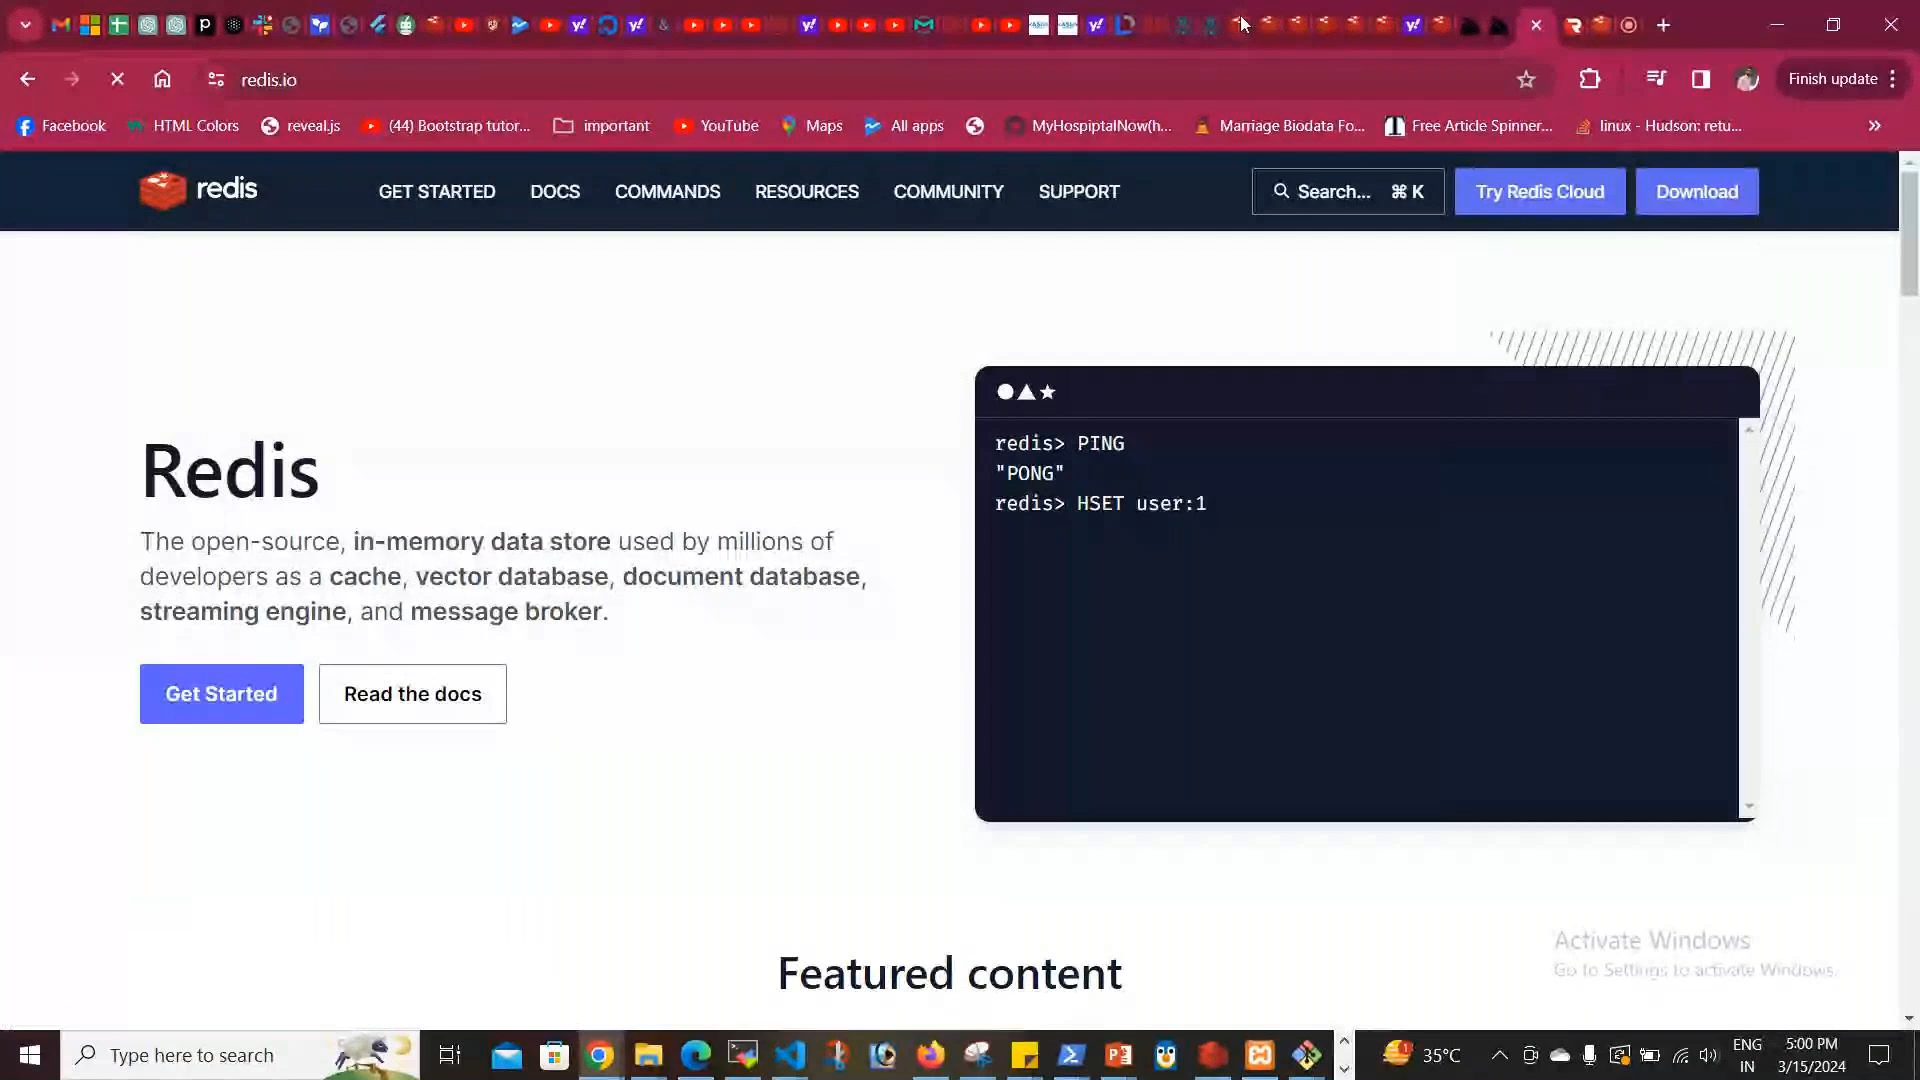 redis.io
Finish update
Facebook
HTML Colors
reveal.js
(44) Bootstrap tutor...
important
YouTube
Maps
All apps
MyHospiptalNow(h...
Marriage Biodata Fo...
Free Article Spinner...
linux - Hudson: retu...
»
redis
GET STARTED
DOCS
COMMANDS
RESOURCES
COMMUNITY
SUPPORT
Search... ⌘ K
Try Redis Cloud
Download
redis> PING
"PONG"
redis> HSET user:1
Redis
The open-source, in-memory data store used by millions of
developers as a cache, vector database, document database,
streaming engine, and message broker.
Get Started
Read the docs
Featured content
Activate Windows
Go to Settings to activate Windows.
Type here to search
35°C
ENG
IN
5:00 PM
3/15/2024